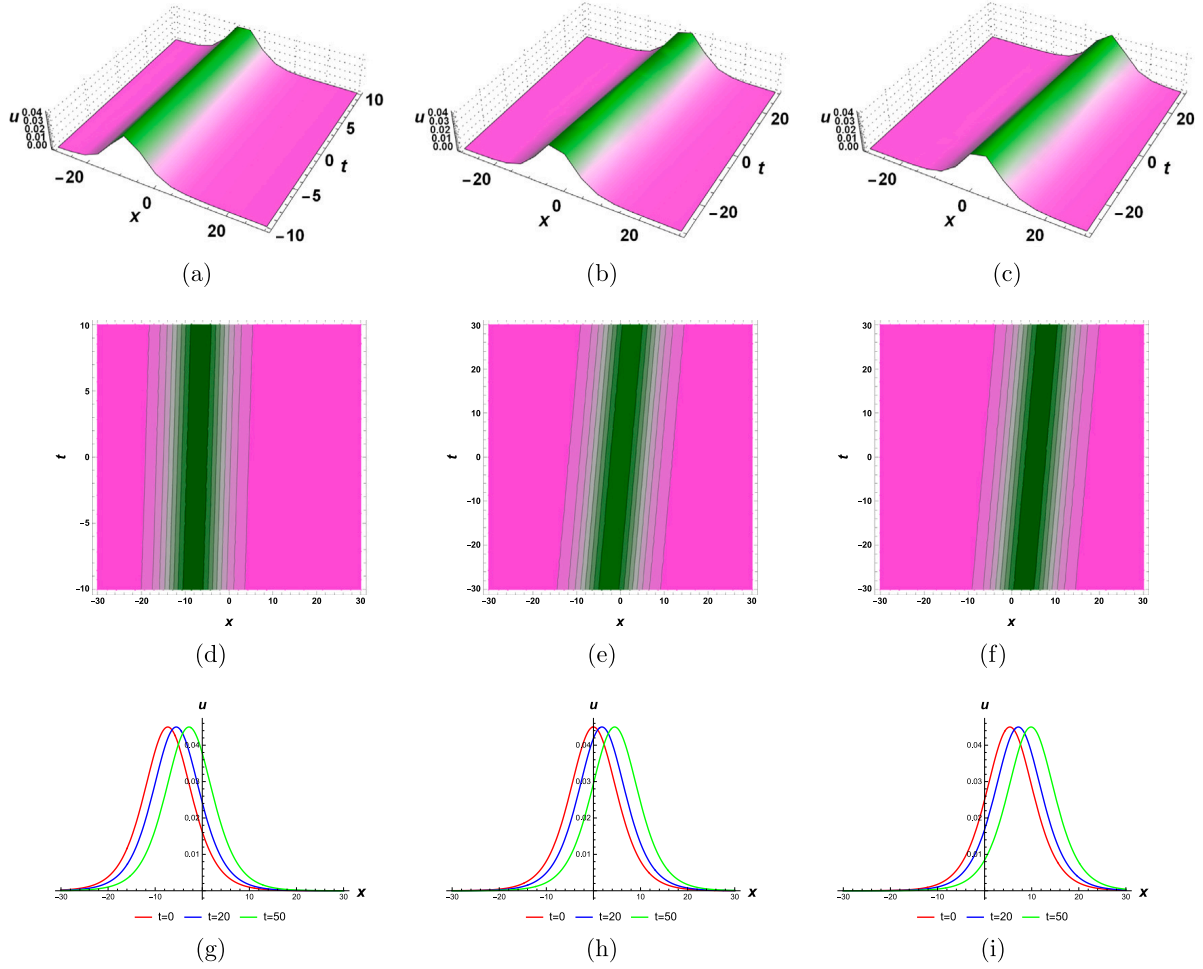 u 0.04 0.03 0.02 0.01 0.00 −20 0 20 x −10 −5 0 5 10 t
u 0.04 0.03 0.02 0.01 0.00 −20 0 20 x −20 0 20 t
u 0.04 0.03 0.02 0.01 0.00 −20 0 20 x −20 0 20 t
(a) (b) (c)
10 5 0 −5 −10 t
−30 −20 −10 0 10 20 30
x
30 20 10 0 −10 −20 −30 t
−30 −20 −10 0 10 20 30
x
30 20 10 0 −10 −20 −30 t
−30 −20 −10 0 10 20 30
x
(d) (e) (f)
u
0.04
0.03
0.02
0.01
−30 −20 −10 0 10 20 30 x
t=0 t=20 t=50
u
0.04
0.03
0.02
0.01
−30 −20 −10 0 10 20 30 x
t=0 t=20 t=50
u
0.04
0.03
0.02
0.01
−30 −20 −10 0 10 20 30 x
t=0 t=20 t=50
(g) (h) (i)